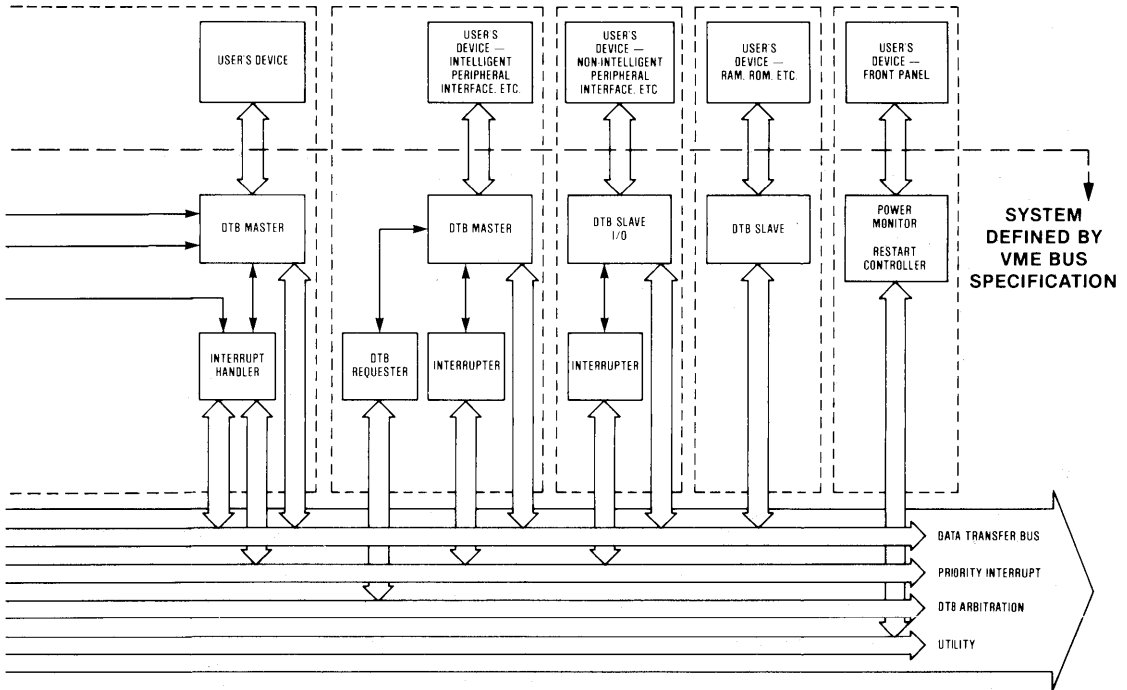 USER'S DEVICE
USER'S
DEVICE —
INTELLIGENT
PERIPHERAL
INTERFACE. ETC.
USER'S
DEVICE —
NON-INTELLIGENT
PERIPHERAL
INTERFACE. ETC
USER'S
DEVICE —
RAM. ROM. ETC.
USER'S
DEVICE —
FRONT PANEL
DTB MASTER
DTB MASTER
DTB SLAVE
I/O
DTB SLAVE
POWER
MONITOR
RESTART
CONTROLLER
SYSTEM
DEFINED BY
VME BUS
SPECIFICATION
INTERRUPT
HANDLER
DTB
REQUESTER
INTERRUPTER
INTERRUPTER
DATA TRANSFER BUS
PRIORITY INTERRUPT
DTB ARBITRATION
UTILITY